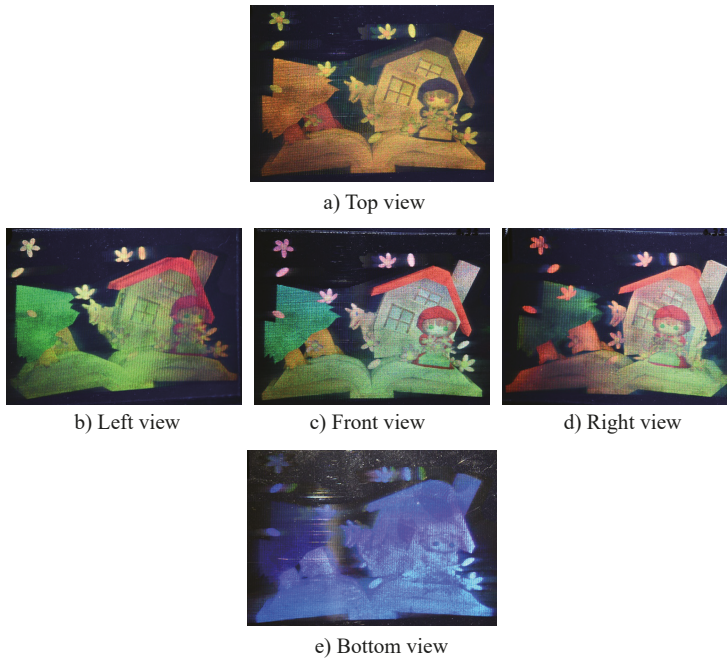 a) Top view
b) Left view
c) Front view
d) Right view
e) Bottom view